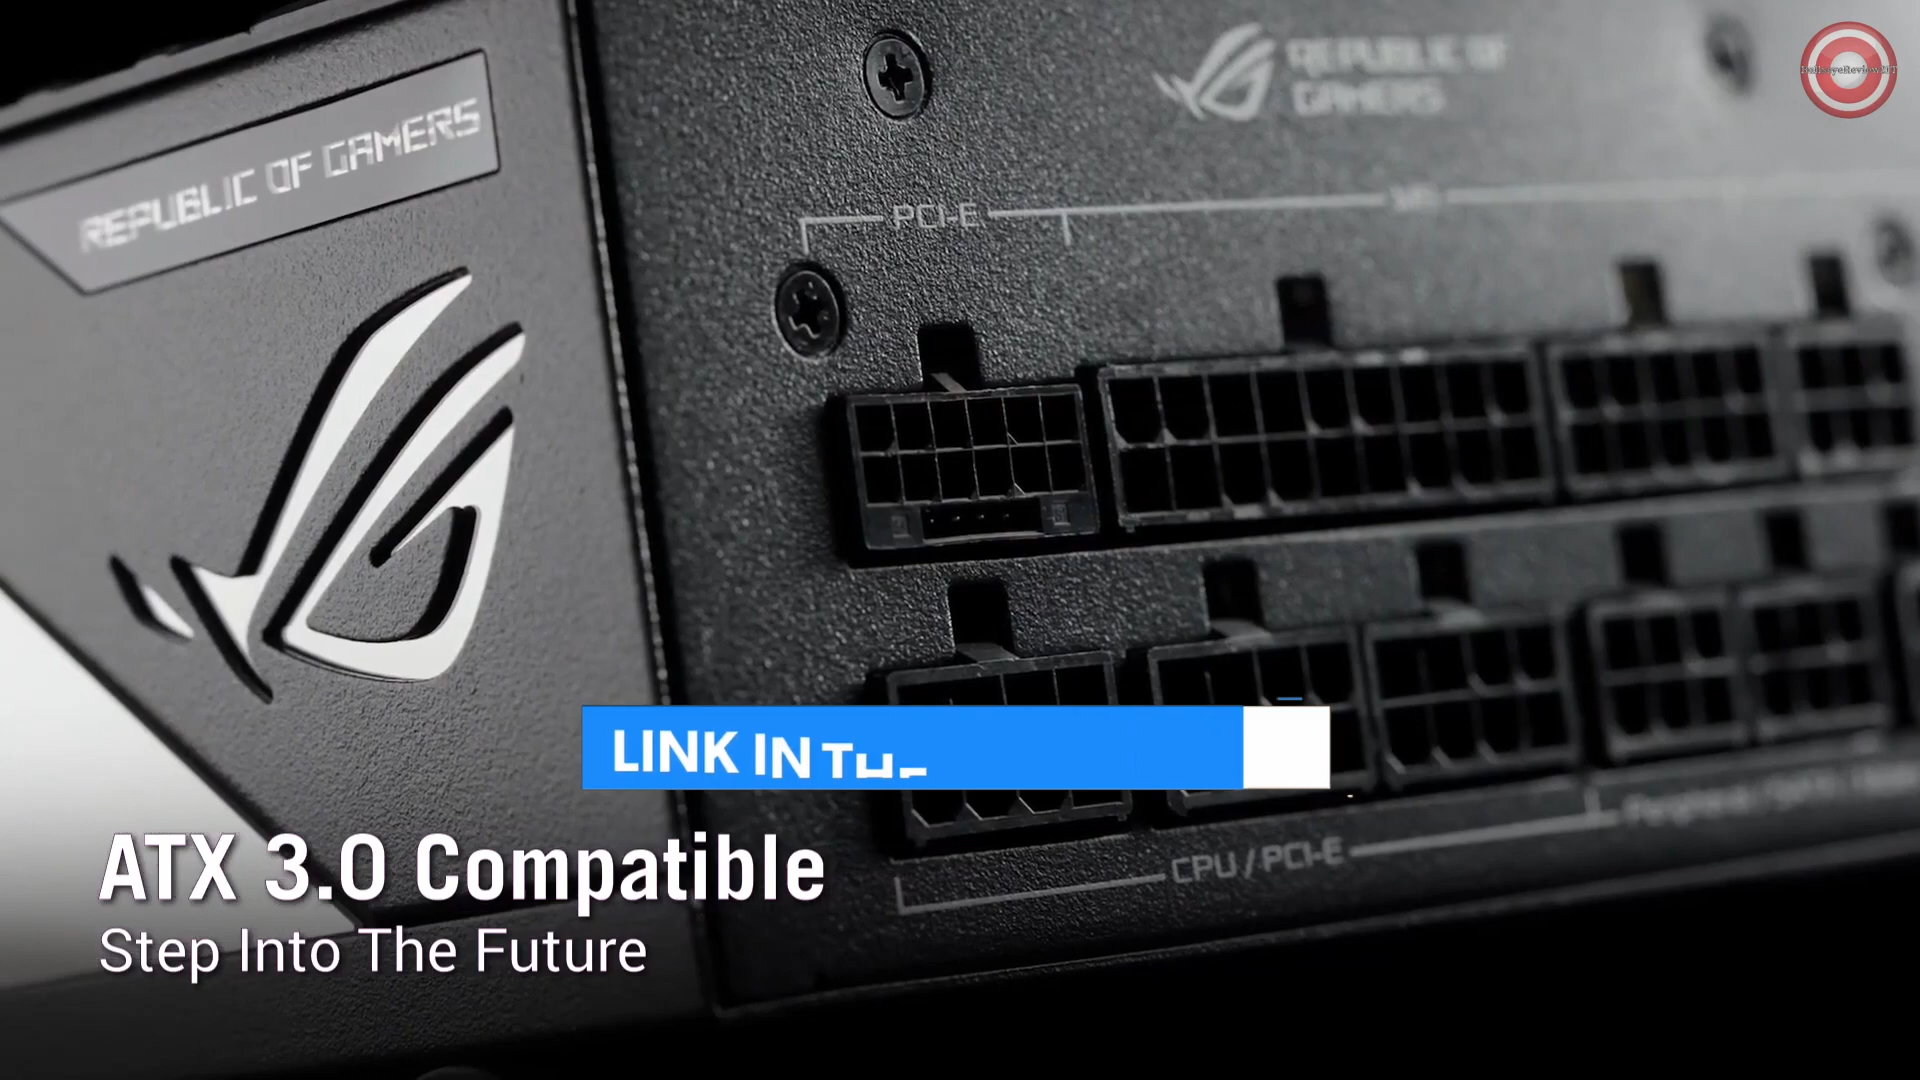 REPUBLIC OF GAMERS
REPUBLIC OF
GAMERS
PCI-E
LINK IN
CPU / PCI-E
ATX 3.0 Compatible
Step Into The Future